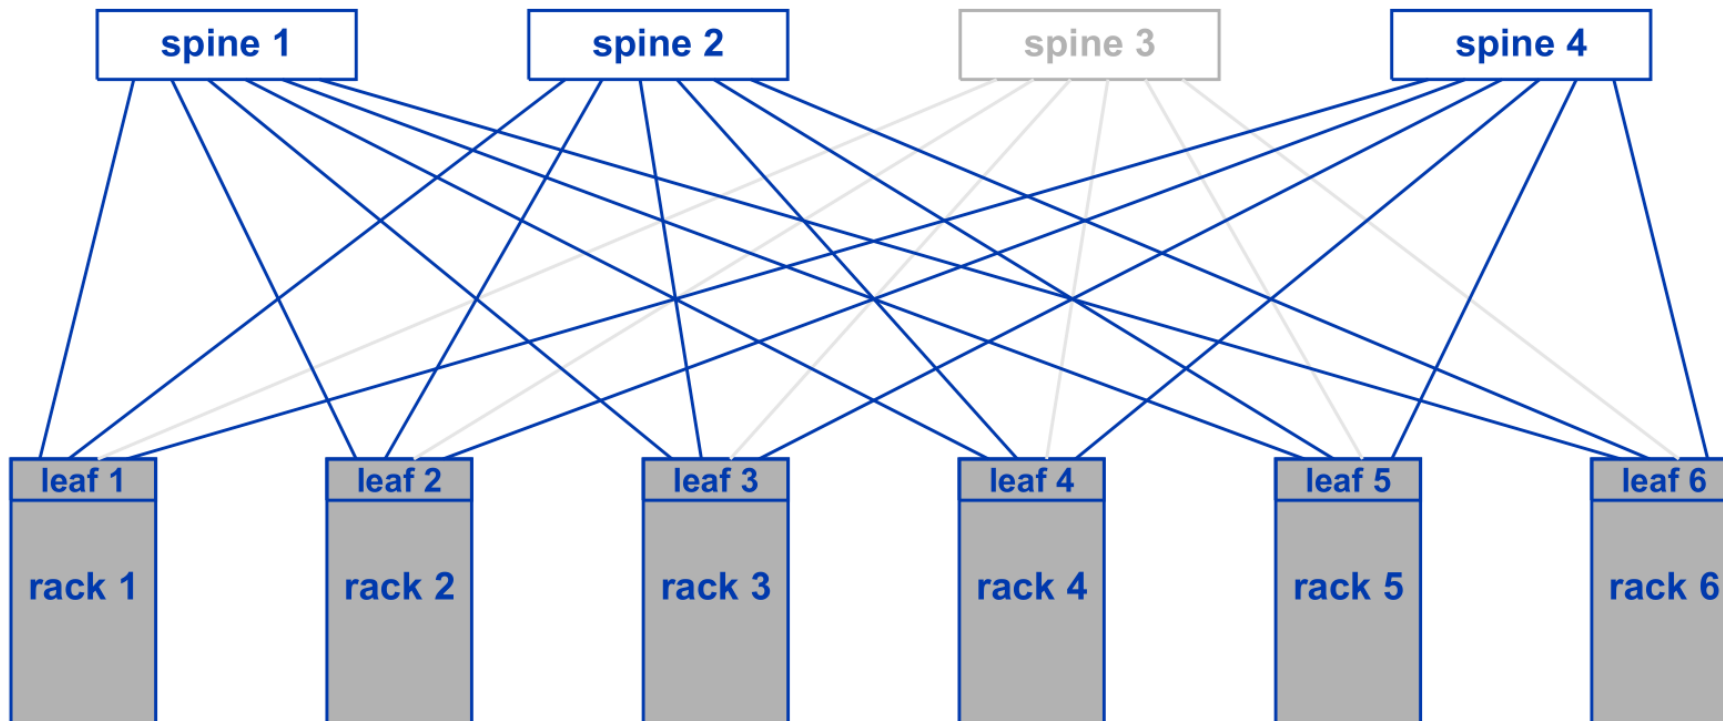 spine 1
spine 2
spine 3
spine 4
leaf 1
leaf 2
leaf 3
leaf 4
leaf 5
leaf 6
rack 1
rack 2
rack 3
rack 4
rack 5
rack 6